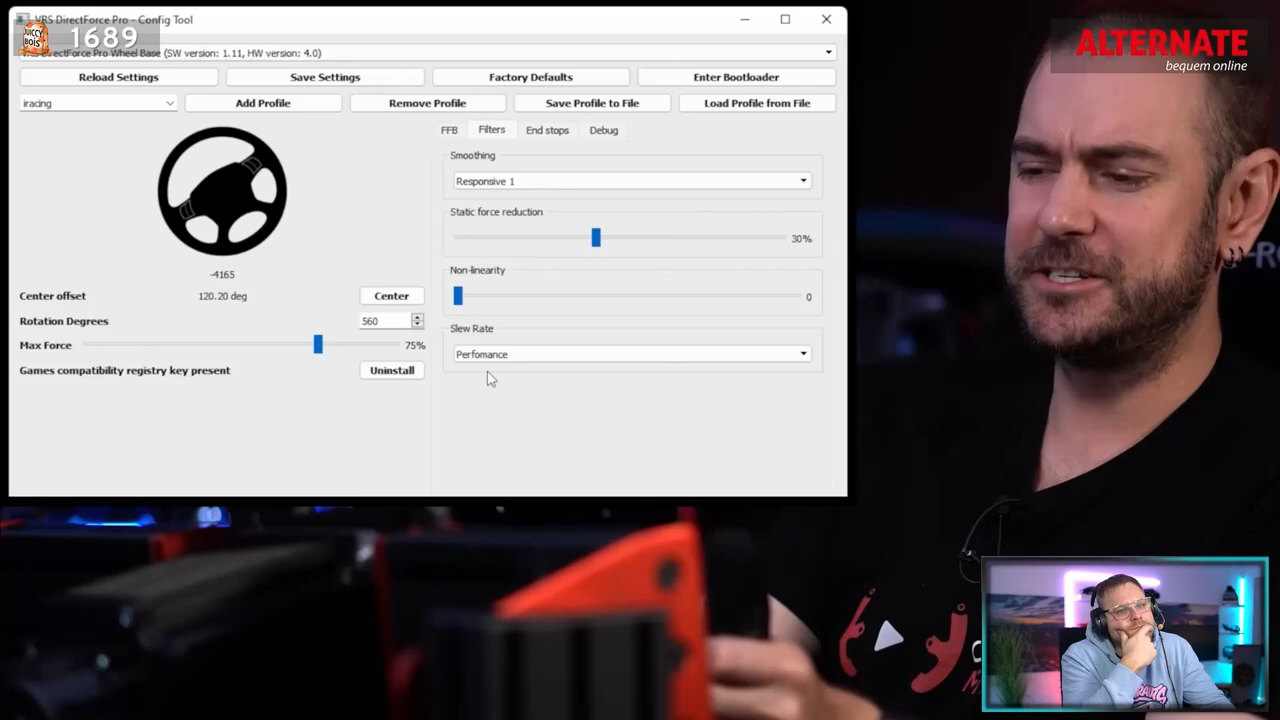 VRS DirectForce Pro - Config Tool
JUICCY BOIS
1689
VRS DirectForce Pro Wheel Base (SW version: 1.11, HW version: 4.0)
Reload Settings
Save Settings
Factory Defaults
Enter Bootloader
iracing
Add Profile
Remove Profile
Save Profile to File
Load Profile from File
FFB
Filters
End stops
Debug
Smoothing
Responsive 1
Static force reduction
30%
Non-linearity
0
Slew Rate
Perfomance
-4165
Center offset
120.20 deg
Center
Rotation Degrees
560
Max Force
75%
Games compatibility registry key present
Uninstall
ALTERNATE
bequem online